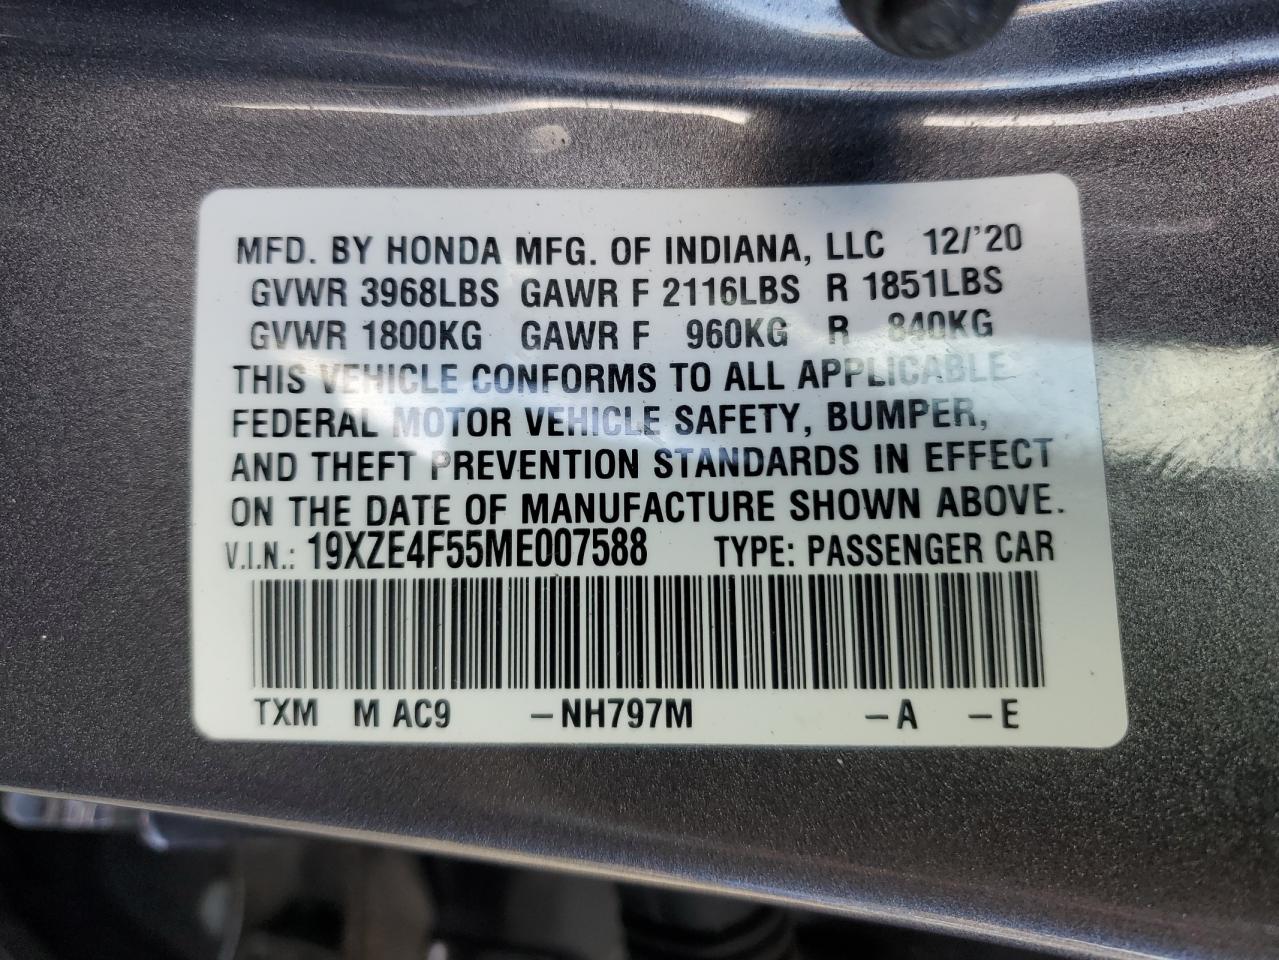 MFD. BY HONDA MFG. OF INDIANA, LLC 12/'20
GVWR 3968LBS GAWR F 2116LBS R 1851LBS
GVWR 1800KG GAWR F 960KG R 840KG
THIS VEHICLE CONFORMS TO ALL APPLICABLE
FEDERAL MOTOR VEHICLE SAFETY, BUMPER,
AND THEFT PREVENTION STANDARDS IN EFFECT
ON THE DATE OF MANUFACTURE SHOWN ABOVE.
V.I.N.: 19XZE4F55ME007588 TYPE: PASSENGER CAR
TXM M AC9 –NH797M –A –E